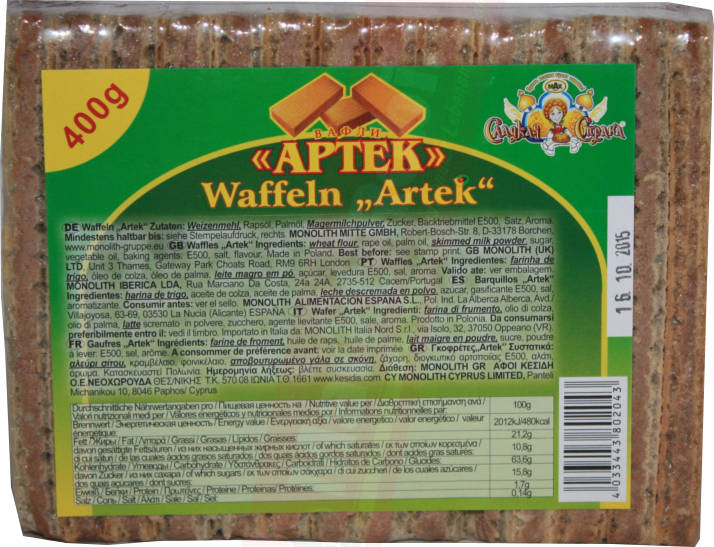 400g
МАК
Сладкая Страна
ВАФЛИ
«АРТЕК»
Waffeln „Artek“
16 10 2015
DE Waffeln „Artek“ Zutaten: Weizenmehl, Rapsöl, Palmöl, Magermilchpulver, Zucker, Backtriebmittel E500, Salz, Aroma.
Mindestens haltbar bis: siehe Stempelaufdruck, rechts. MONOLITH MITTE GMBH, Robert-Bosch-Str. 8, D-33178 Borchen,
www.monolith-gruppe.eu GB Waffles „Artek“ Ingredients: wheat flour, rape oil, palm oil, skimmed milk powder, sugar,
vegetable oil, baking agents: E500, salt, flavour. Made in Poland. Best before: see stamp print. GB MONOLITH (UK)
LTD, Unit 3 Thames, Gateway Park Choats Road, RM9 6RH London PT Waffles „Artek“ Ingredientes: farinha de
trigo, óleo de colza, óleo de palma, leite magro em pó, açúcar, levedura E500, sal, aroma. Valido ate: ver embalagem.
MONOLITH IBERICA LDA, Rua Marciano Da Costa, 24a 24A, 2735-512 Cacem/Portugal ES Barquillos „Artek“
Ingredientes: harina de trigo, aceite de colza, aceite de palma, leche descremada en polvo, azúcar, gasificante E500, sal,
aromatizante. Consumir antes: ver el sello. MONOLITH ALIMENTACION ESPANA S.L., Pol. Ind. La Alberca Alberca, Avd./
Villajoyosa, 63-69, 03530 La Nucia (Alicante) ESPAÑA IT Wafer „Artek“ Ingredienti: farina di frumento, olio di colza,
olio di palma, latte scremato in polvere, zucchero, agente lievitante E500, sale, aroma. Prodotto in Polonia. Da consumarsi
preferibilmente entro il: vedi il timbro. Importato in Italia da: MONOLITH Italia Nord S.r.l., via Isolo, 32, 37050 Oppeano (VR).
FR Gaufres „Artek“ Ingrédients: farine de froment, huile de raps, huile de palme, lait maigre en poudre, sucre, poudre
à lever: E500, sel, arôme. A consommer de préférence avant: voir la date imprimée GR Γκοφρέτες „Artek“ Συστατικά:
αλεύρι σίτου, κραμβέλαιο, φοινικέλαιο, αποβουτυρωμένο γάλα σε σκόνη, ζάχαρη, διογκωτικό αρτοποιίας E500, αλάτι,
άρωμα. Κατασκευαστεί Πολωνία. Ημερομηνία λήξεως: βλέπε συσκευασία. Διάθεση: MONOLITH GR ΑΦΟΙ ΚΕΣΙΔΗ
Ο.Ε.ΝΕΟΧΩΡΟΥΔΑ ΘΕΣ/ΝΙΚΗΣ Τ.Κ. 570 08 ΙΩΝΙΑ Τ.Θ.1661 www.kesidis.com CY MONOLITH CYPRUS LIMITED, Panteli
Michanikou 10, 8046 Paphos/ Cyprus
Durchschnittliche Nährwertangaben pro / Пищевая ценность на / Nutritive value per / Διαθρεπτική επισήμανση ανά / 100g
Valori nutrizionali medi per / Valores energéticos y nutricionales medios por / Informations nutritionnelles par:
Brennwert / Энергетическая ценность / Energy value / Ενεργειακή αξία / valore energetico / valor energético / valeur 2012kJ/480kcal
énergetique:
Fett / Жиры / Fat / Λιπαρά / Grassi / Grasas / Lípidos / Graisses: 21,2g
davon gesättigte Fettsäuren / из них насыщенных жирных кислот / of which saturates / εκ των οποίων κορεσμένα / 10,8g
di cui saturi / de las cuales ácidos grasos saturados / dos quais ácidos gordos saturados / dont acides gras saturés:
Kohlenhydrate / Углеводы / Carbohydrate / Υδατάνθρακες / Carboidrati / Hidratos de Carbono / Glucides: 63,6g
davon Zucker / из них сахара / of which sugars / εκ των οποίων σάκχαρα / di cui zuccheri / de los cuales azúcares / 15,8g
dos quais açúcares / dont sucres:
Eiweiß / Белки / Protein / Πρωτεΐνες / Proteine / Proteinas / Protéines: 1,7g
Salz / Соль / Salt / Αλάτι / Sale / Sal / Sel: 0,14g
4 033443 802043